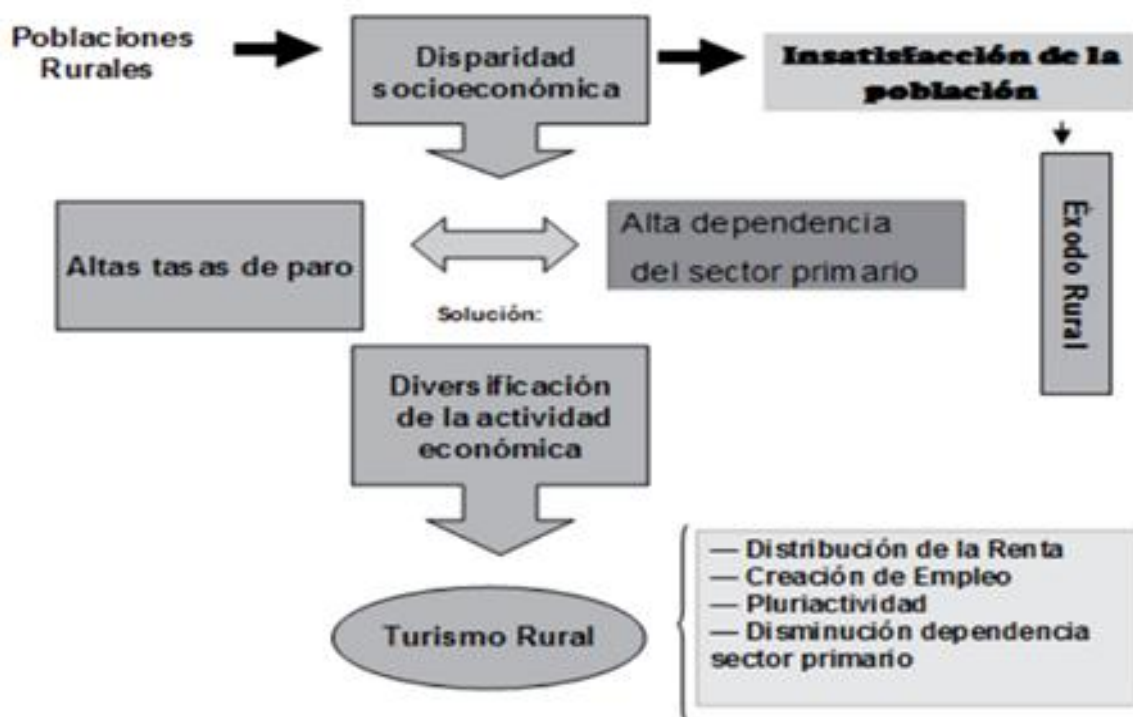 Poblaciones
Rurales
Disparidad
socioeconómica
Insatisfacción de la
población
Altas tasas de paro
Alta dependencia
del sector primario
Éxodo Rural
Solución:
Diversificación
de la actividad
económica
Turismo Rural
— Distribución de la Renta
— Creación de Empleo
— Pluriactividad
— Disminución dependencia
sector primario